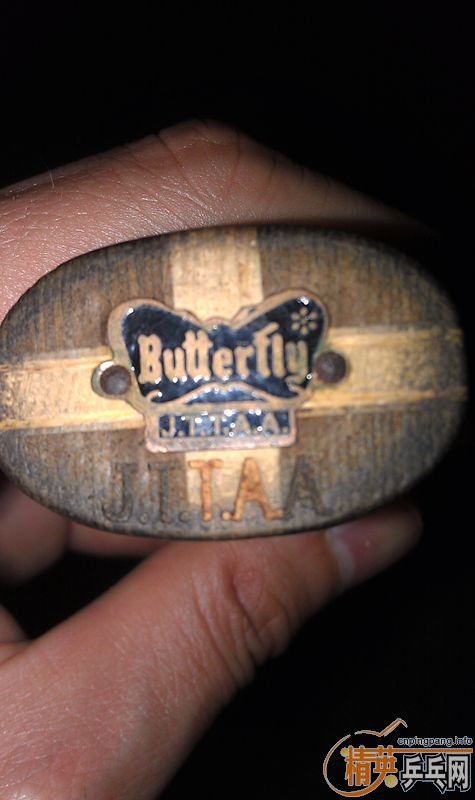 Butterfly
J.T.T.A.A.
J.T.T.A.A
cnpingpang.info
精英乒乓网